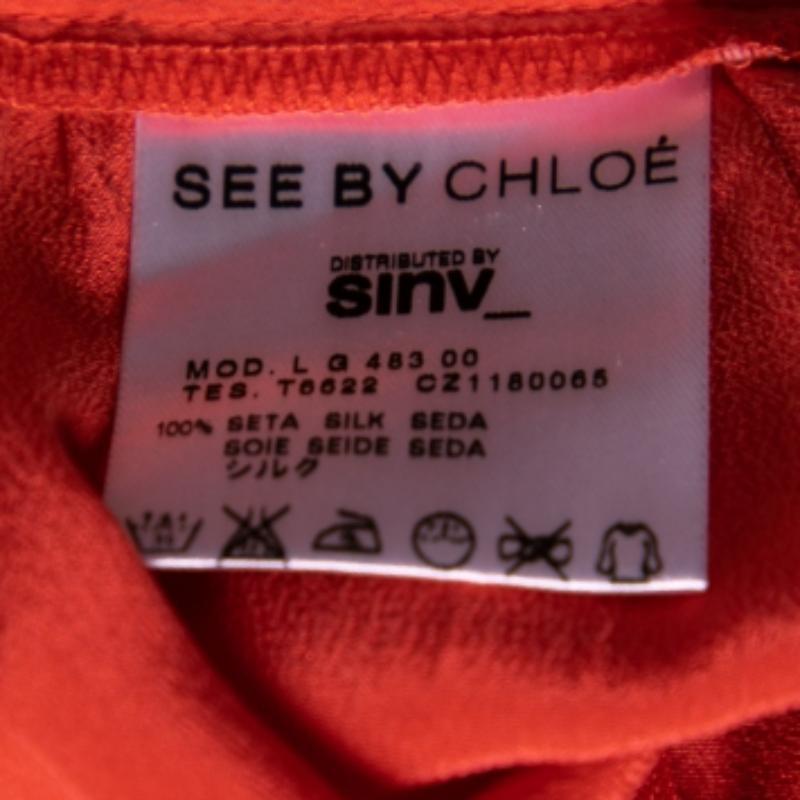 SEE BY CHLOÉ
DISTRIBUTED BY
sinv_
MOD. L G 483 00
TES. T6622 CZ1180065
100% SETA SILK SEDA
SOIE SEIDE SEDA
シルク